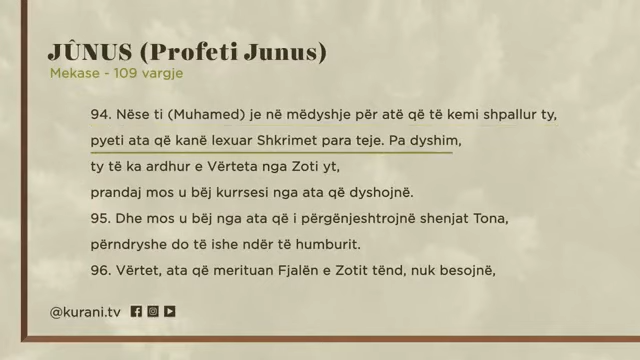 JÛNUS (Profeti Junus)
Mekase - 109 vargje
94. Nëse ti (Muhamed) je në mëdyshje për atë që të kemi shpallur ty,
pyeti ata që kanë lexuar Shkrimet para teje. Pa dyshim,
ty të ka ardhur e Vërteta nga Zoti yt,
prandaj mos u bëj kurrsesi nga ata që dyshojnë.
95. Dhe mos u bëj nga ata që i përgënjeshtrojnë shenjat Tona,
përndryshe do të ishe ndër të humburit.
96. Vërtet, ata që merituan Fjalën e Zotit tënd, nuk besojnë,
@kurani.tv